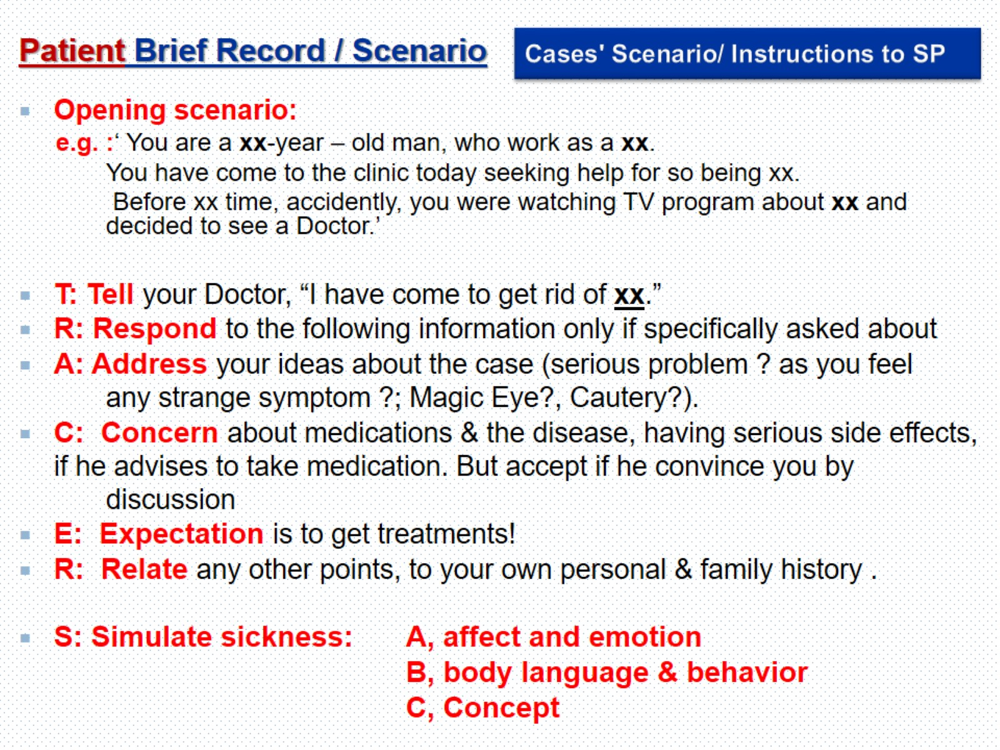 Patient Brief Record / Scenario
Cases' Scenario/ Instructions to SP
Opening scenario:
e.g. :‘ You are a xx-year – old man, who work as a xx.
You have come to the clinic today seeking help for so being xx.
Before xx time, accidently, you were watching TV program about xx and
decided to see a Doctor.’
T: Tell your Doctor, “I have come to get rid of xx.”
R: Respond to the following information only if specifically asked about
A: Address your ideas about the case (serious problem ? as you feel
any strange symptom ?; Magic Eye?, Cautery?).
C: Concern about medications & the disease, having serious side effects,
if he advises to take medication. But accept if he convince you by
discussion
E: Expectation is to get treatments!
R: Relate any other points, to your own personal & family history .
S: Simulate sickness: A, affect and emotion
B, body language & behavior
C, Concept